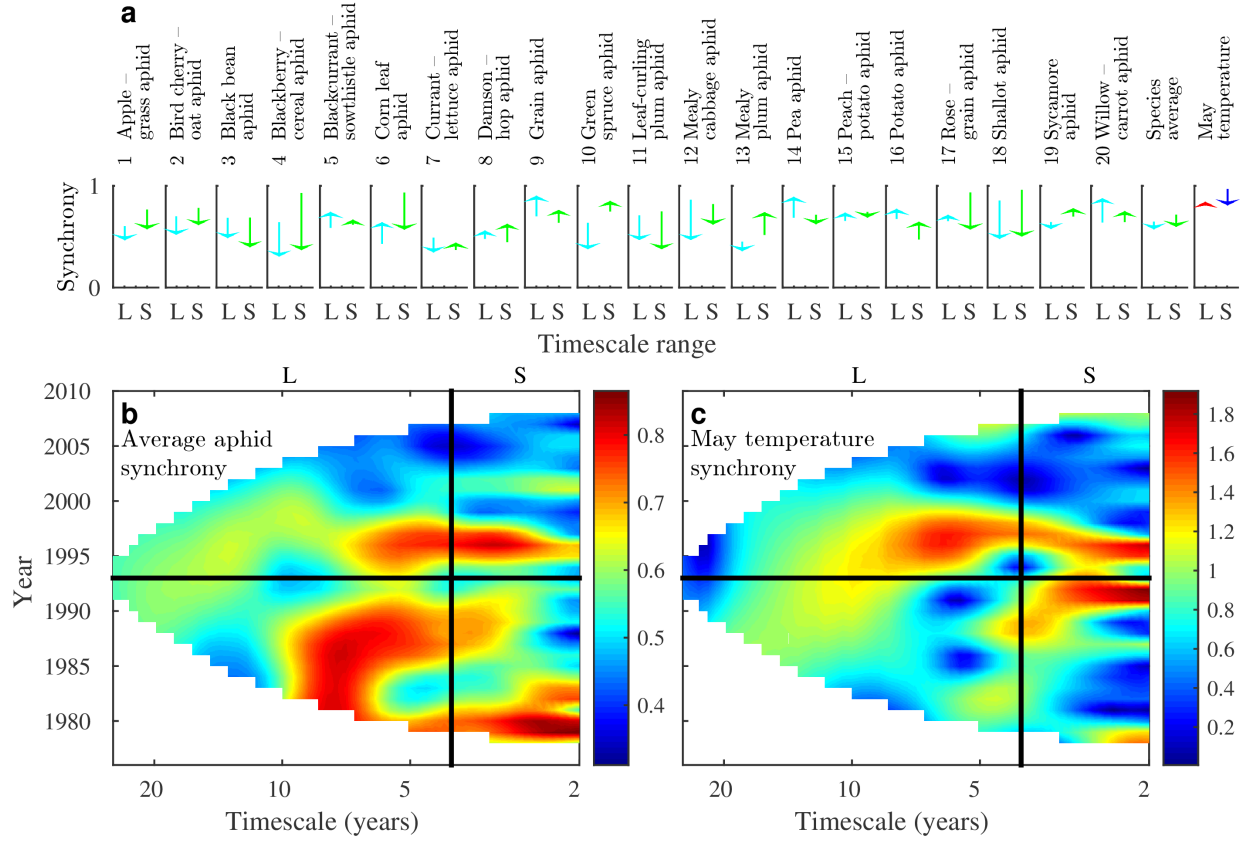 a
1 Apple –
grass aphid
2 Bird cherry –
oat aphid
3 Black bean
aphid
4 Blackberry –
cereal aphid
5 Blackcurrant –
sowthistle aphid
6 Corn leaf
aphid
7 Currant –
lettuce aphid
8 Damson –
hop aphid
9 Grain aphid
10 Green
spruce aphid
11 Leaf-curling
plum aphid
12 Mealy
cabbage aphid
13 Mealy
plum aphid
14 Pea aphid
15 Peach –
potato aphid
16 Potato aphid
17 Rose –
grain aphid
18 Shallot aphid
19 Sycamore
aphid
20 Willow –
carrot aphid
Species
average
May
temperature
Synchrony
1
0
L S L S L S L S L S L S L S L S L S L S L S L S L S L S L S L S L S L S L S L S L S L S
Timescale range
L S
b
Average aphid
synchrony
Year
2010
2005
2000
1995
1990
1985
1980
20 10 5 2
Timescale (years)
0.8
0.7
0.6
0.5
0.4
L S
c
May temperature
synchrony
20 10 5 2
Timescale (years)
1.8
1.6
1.4
1.2
1
0.8
0.6
0.4
0.2